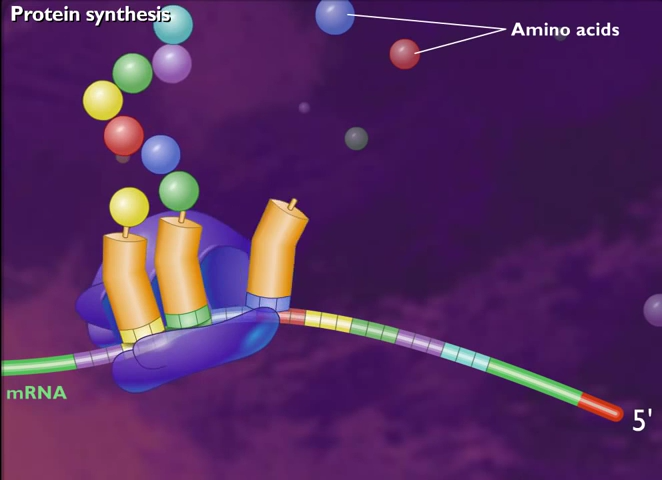 Protein synthesis
Amino acids
mRNA
5'